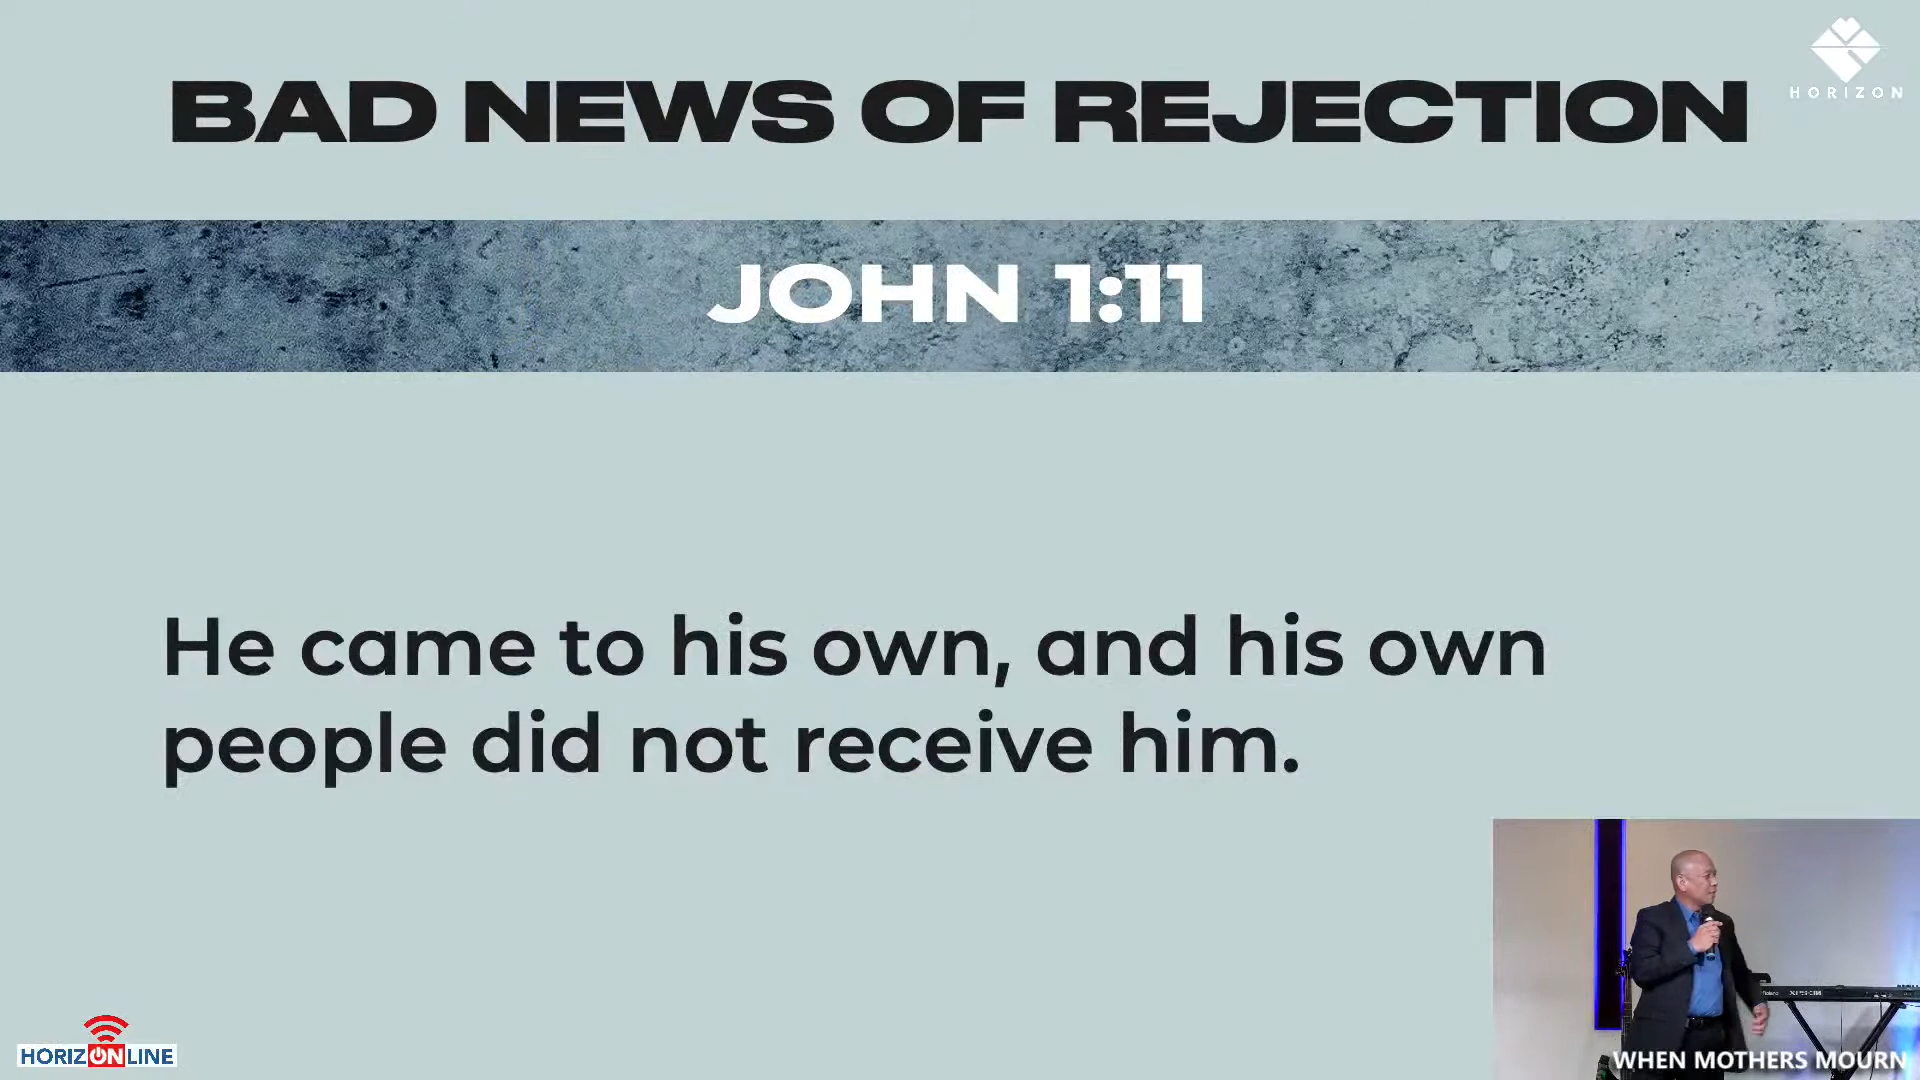 BAD NEWS OF REJECTION
HORIZON
JOHN 1:11
He came to his own, and his own
people did not receive him.
HORIZONLINE
WHEN MOTHERS MOURN
Roland